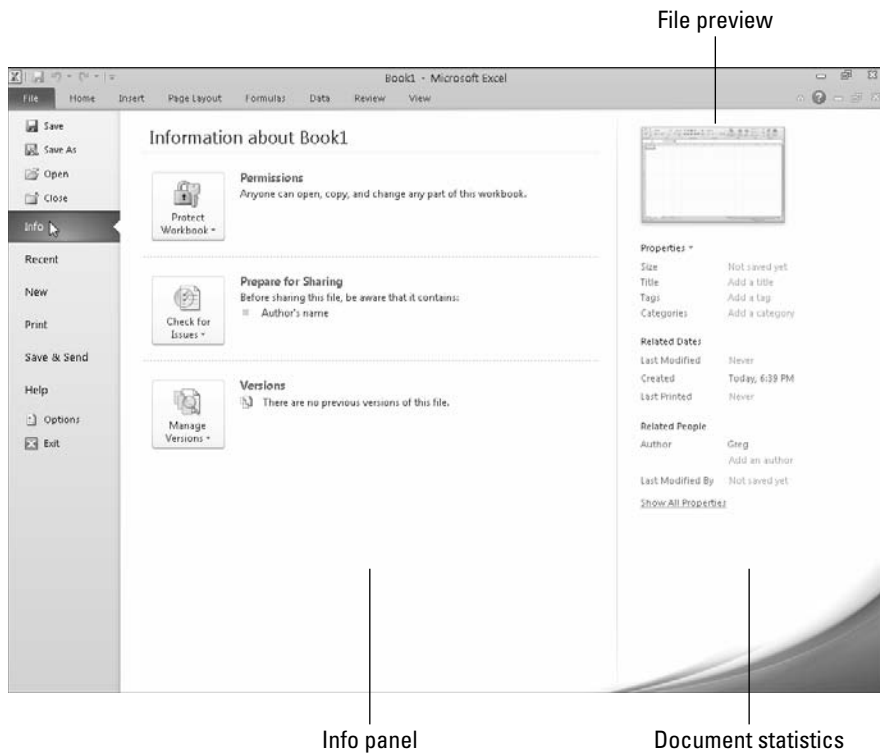 File preview
Book1 - Microsoft Excel
File Home Insert Page Layout Formulas Data Review View
Save
Save As
Open
Close
Info
Recent
New
Print
Save & Send
Help
Options
Exit
Information about Book1
Protect
Workbook
Permissions
Anyone can open, copy, and change any part of this workbook.
Check for
Issues
Prepare for Sharing
Before sharing this file, be aware that it contains:
Author's name
Manage
Versions
Versions
There are no previous versions of this file.
Properties
Size Not saved yet
Title Add a title
Tags Add a tag
Categories Add a category
Related Dates
Last Modified Never
Created Today, 6:39 PM
Last Printed Never
Related People
Author Greg
Add an author
Last Modified By Not saved yet
Show All Properties
Info panel
Document statistics